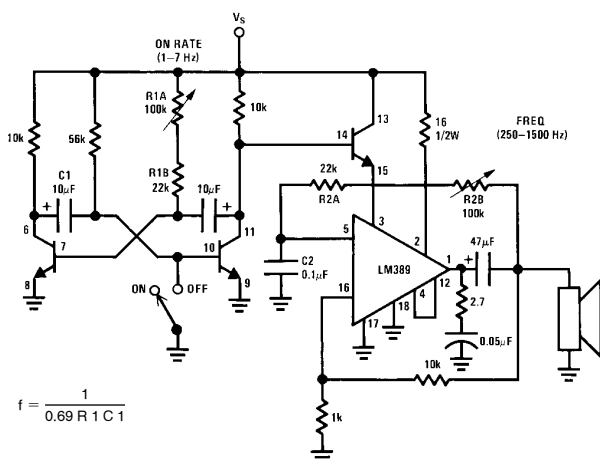 VS
ON RATE
(1–7 Hz)
R1A
100k
10k
13
FREQ
(250–1500 Hz)
10k
56k
14
16
1/2W
R1B
22k
15
C1
10μF
10μF
22k
R2A
R2B
100k
+
+
6
11
3
7
10
5
2
47μF
+
1
C2
0.1μF
LM389
12
8
ON
OFF
9
16
4
2.7
18
17
0.05μF
10k
1k
f = 1 / 0.69 R 1 C 1